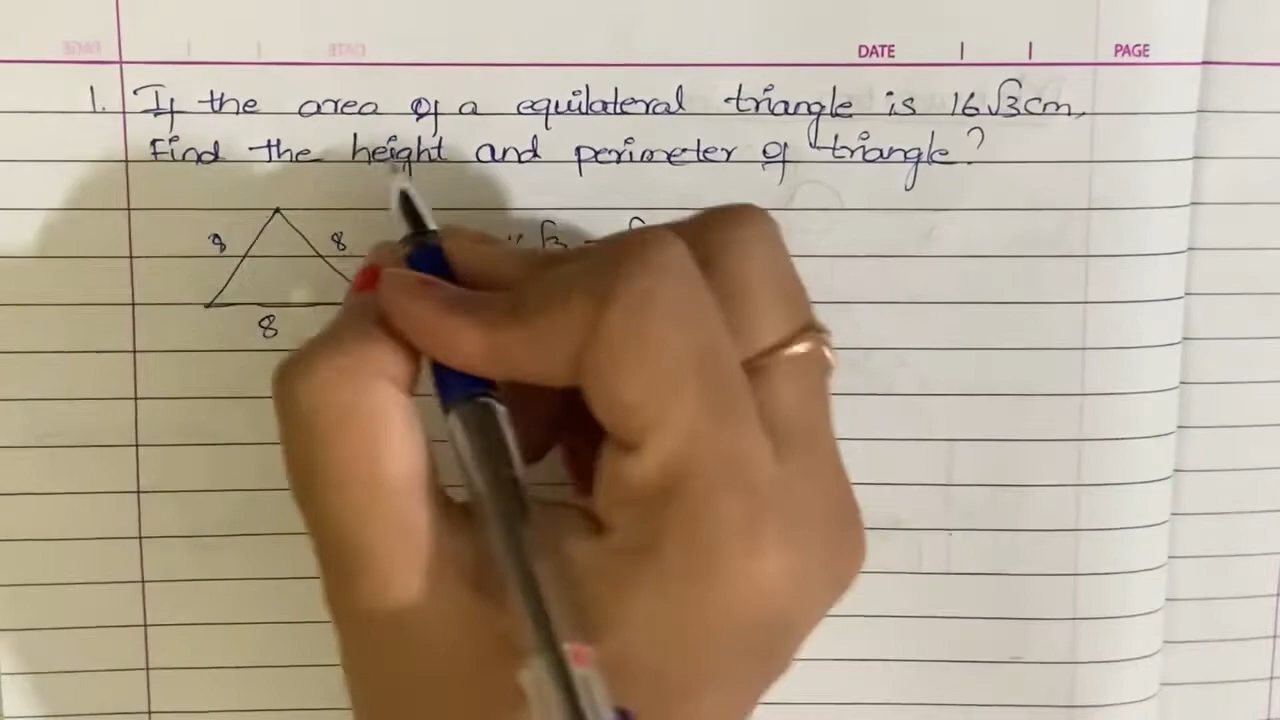 DATE PAGE
1. If the area of a equilateral triangle is 16√3cm,
Find the height and perimeter of triangle?
8 8
√3
8